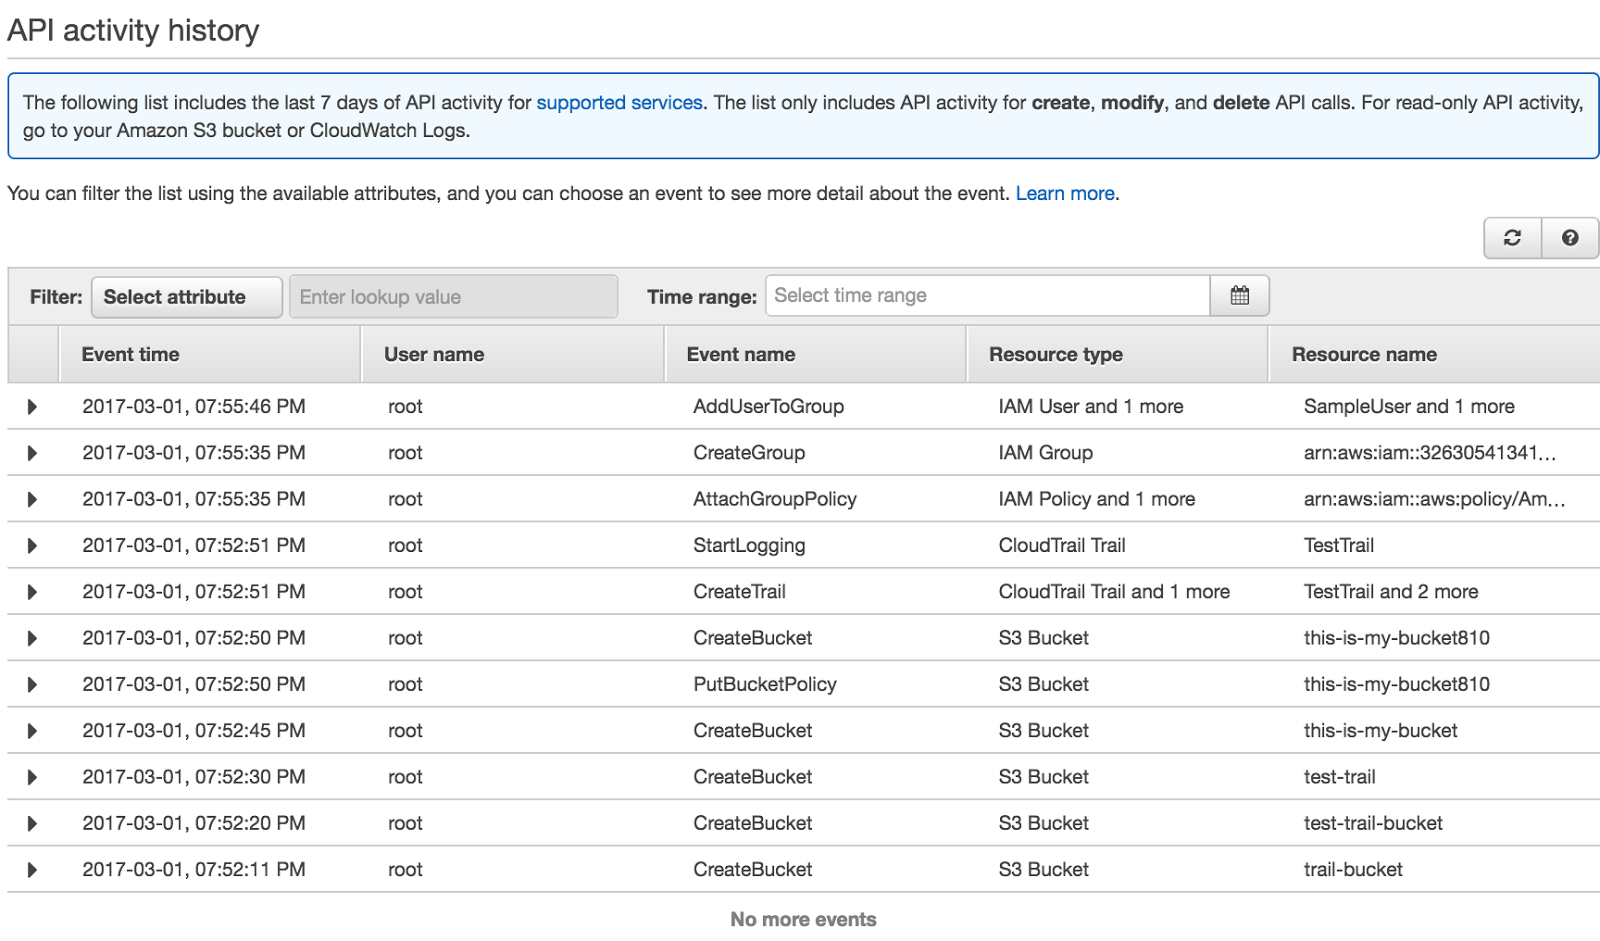 API activity history
The following list includes the last 7 days of API activity for supported services. The list only includes API activity for create, modify, and delete API calls. For read-only API activity,
go to your Amazon S3 bucket or CloudWatch Logs.
You can filter the list using the available attributes, and you can choose an event to see more detail about the event. Learn more.
Filter: Select attribute Enter lookup value Time range: Select time range
Event time User name Event name Resource type Resource name
2017-03-01, 07:55:46 PM root AddUserToGroup IAM User and 1 more SampleUser and 1 more
2017-03-01, 07:55:35 PM root CreateGroup IAM Group arn:aws:iam::32630541341...
2017-03-01, 07:55:35 PM root AttachGroupPolicy IAM Policy and 1 more arn:aws:iam::aws:policy/Am...
2017-03-01, 07:52:51 PM root StartLogging CloudTrail Trail TestTrail
2017-03-01, 07:52:51 PM root CreateTrail CloudTrail Trail and 1 more TestTrail and 2 more
2017-03-01, 07:52:50 PM root CreateBucket S3 Bucket this-is-my-bucket810
2017-03-01, 07:52:50 PM root PutBucketPolicy S3 Bucket this-is-my-bucket810
2017-03-01, 07:52:45 PM root CreateBucket S3 Bucket this-is-my-bucket
2017-03-01, 07:52:30 PM root CreateBucket S3 Bucket test-trail
2017-03-01, 07:52:20 PM root CreateBucket S3 Bucket test-trail-bucket
2017-03-01, 07:52:11 PM root CreateBucket S3 Bucket trail-bucket
No more events